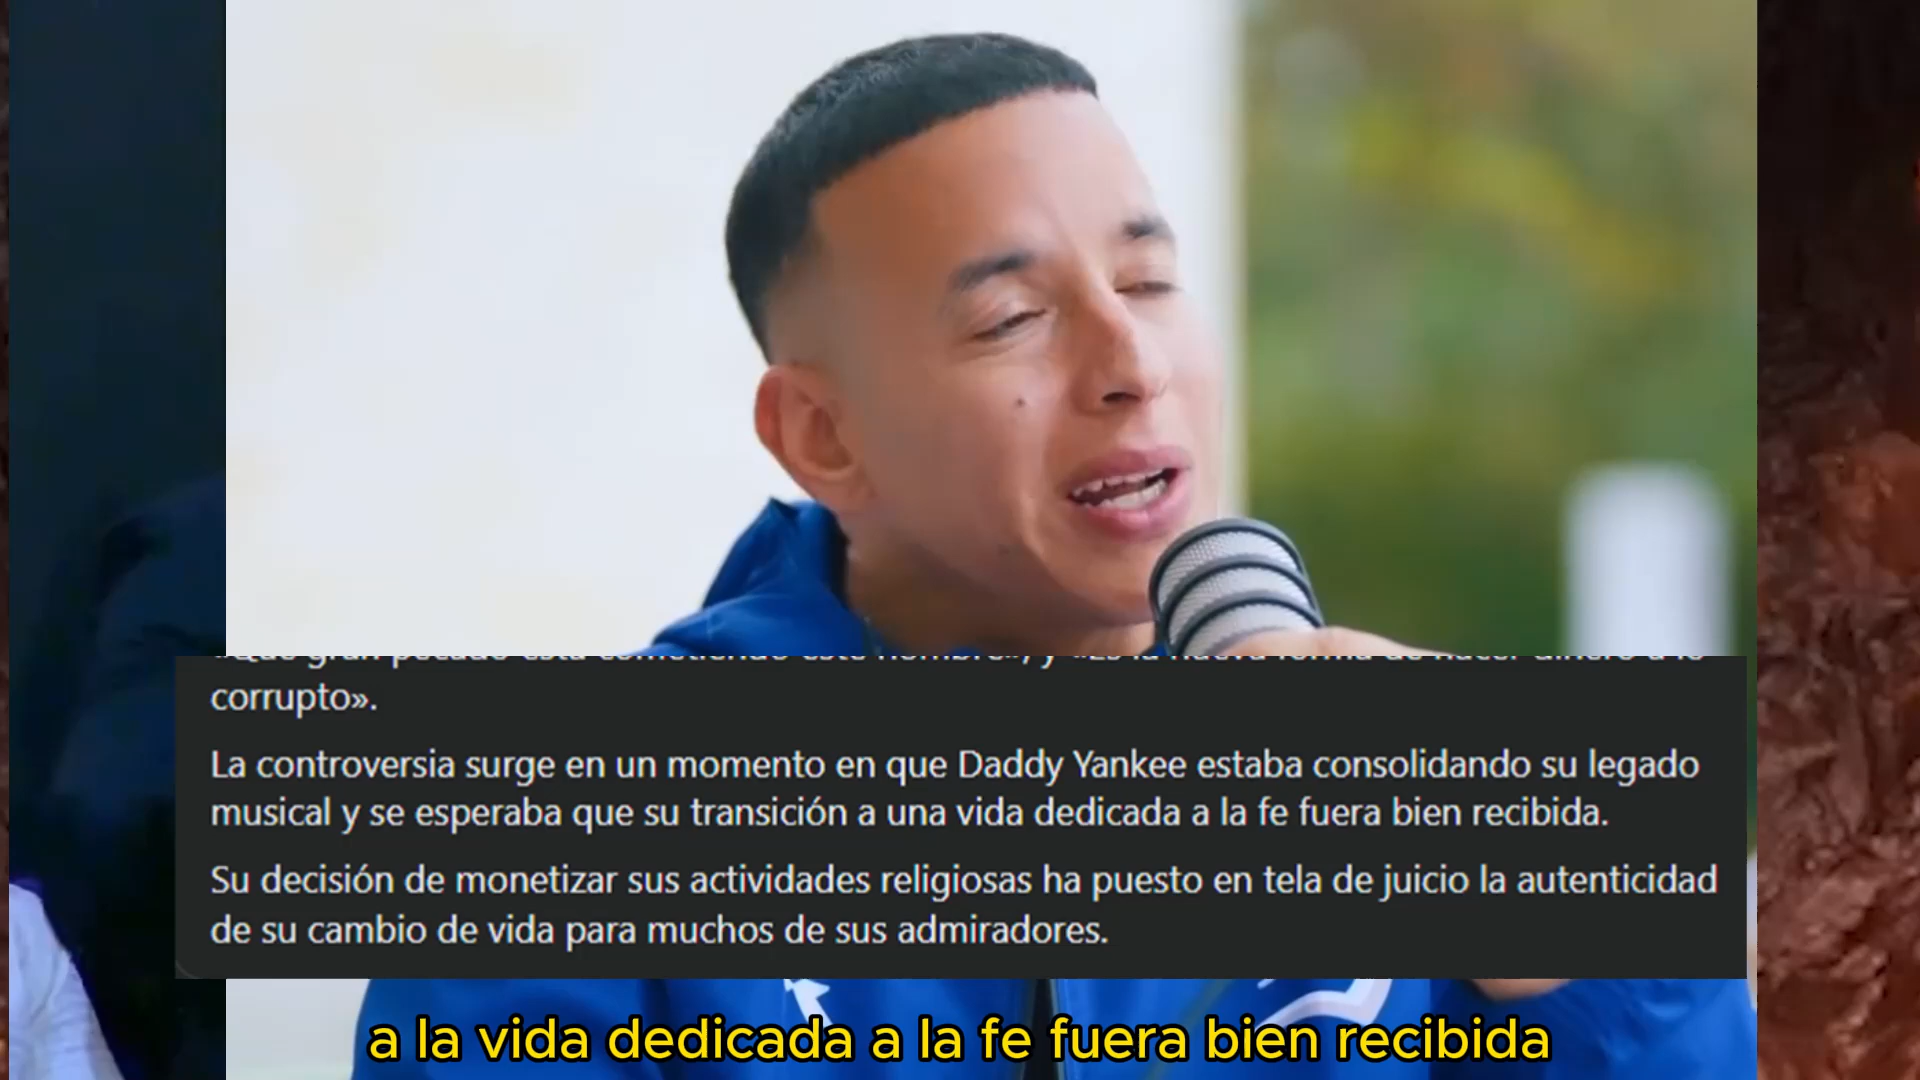 corrupto».
La controversia surge en un momento en que Daddy Yankee estaba consolidando su legado
musical y se esperaba que su transición a una vida dedicada a la fe fuera bien recibida.
Su decisión de monetizar sus actividades religiosas ha puesto en tela de juicio la autenticidad
de su cambio de vida para muchos de sus admiradores.
a la vida dedicada a la fe fuera bien recibida